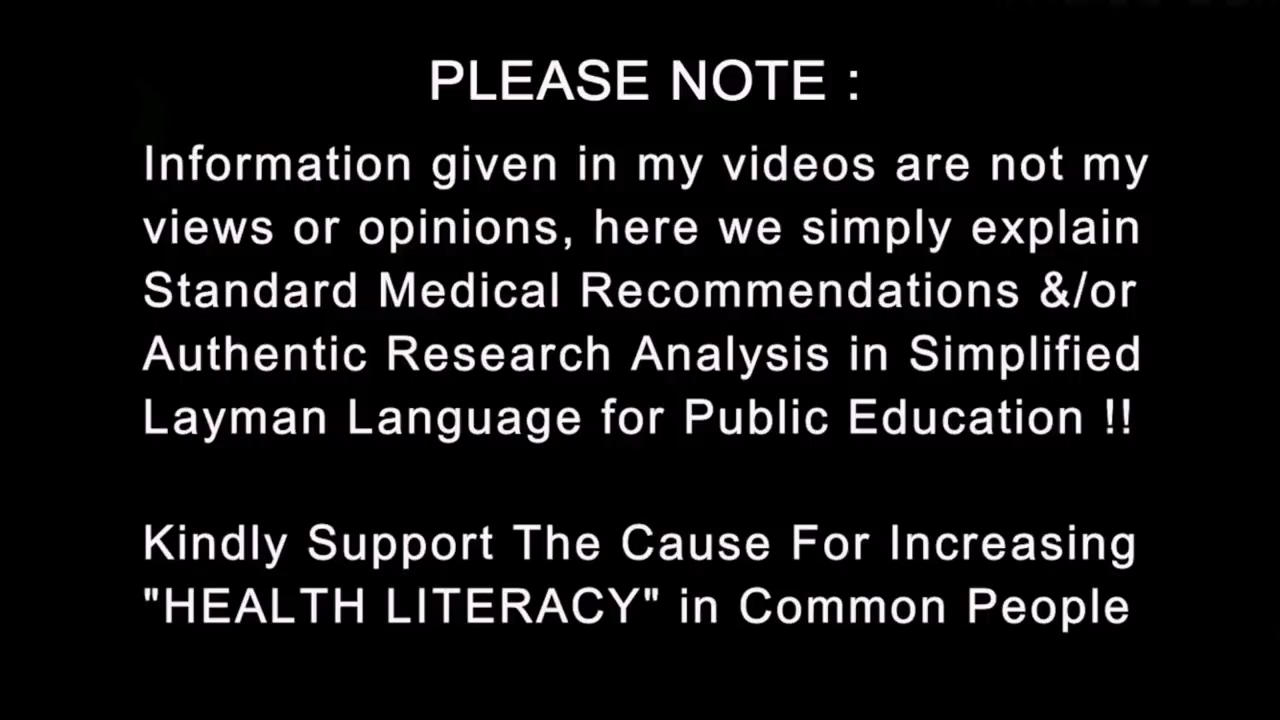 PLEASE NOTE :
Information given in my videos are not my
views or opinions, here we simply explain
Standard Medical Recommendations &/or
Authentic Research Analysis in Simplified
Layman Language for Public Education !!
Kindly Support The Cause For Increasing
"HEALTH LITERACY" in Common People